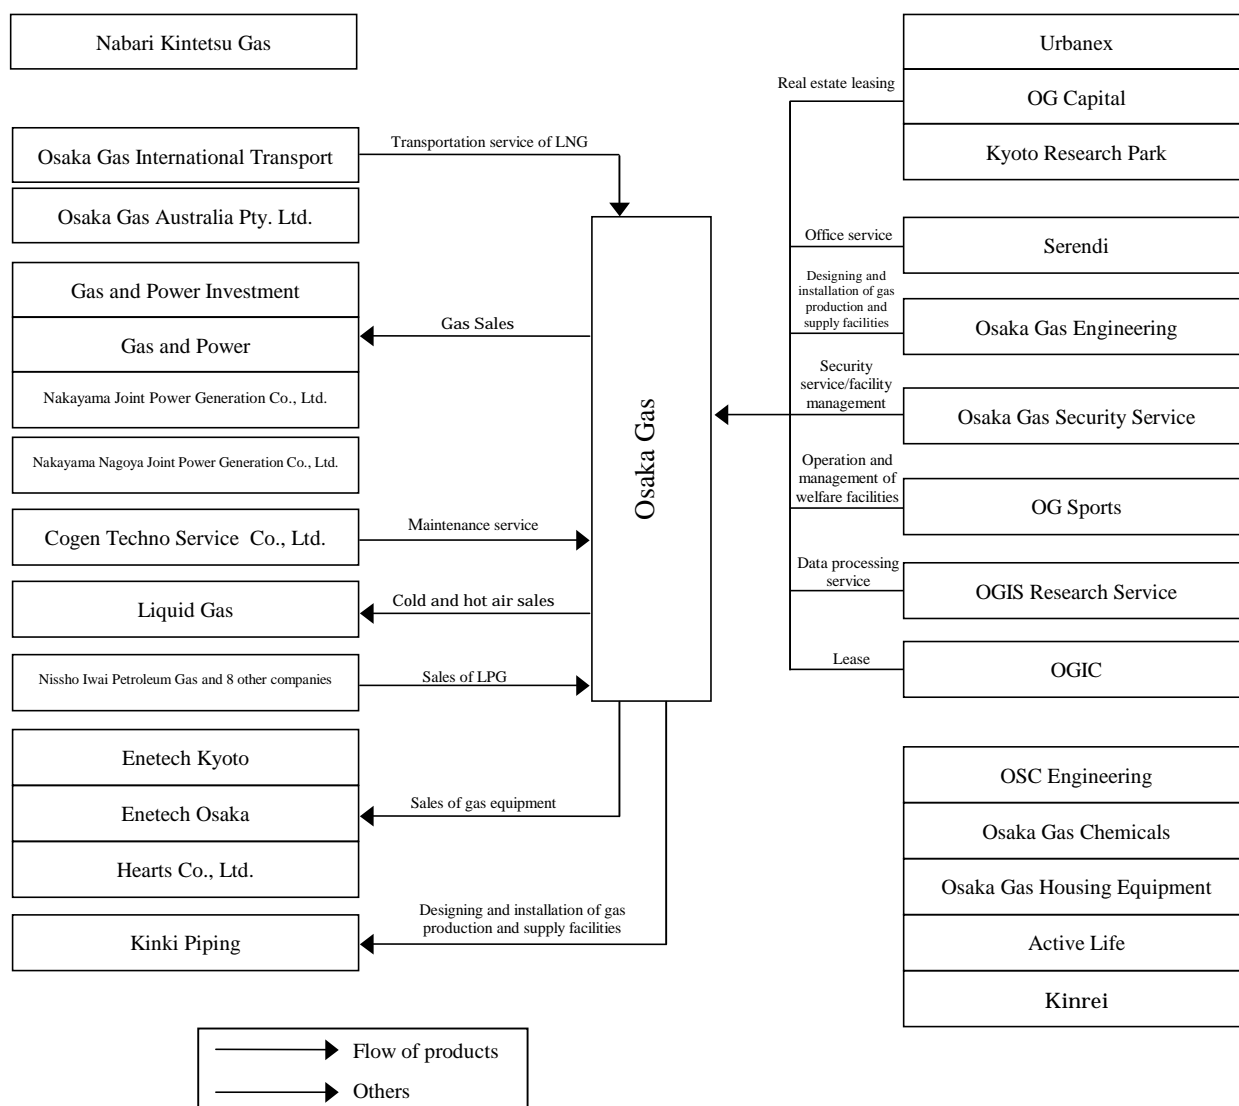 Nabari Kintetsu Gas
Osaka Gas International Transport
Transportation service of LNG
Osaka Gas Australia Pty. Ltd.
Gas and Power Investment
Gas and Power
Gas Sales
Nakayama Joint Power Generation Co., Ltd.
Nakayama Nagoya Joint Power Generation Co., Ltd.
Cogen Techno Service Co., Ltd.
Maintenance service
Liquid Gas
Cold and hot air sales
Nissho Iwai Petroleum Gas and 8 other companies
Sales of LPG
Enetech Kyoto
Enetech Osaka
Sales of gas equipment
Hearts Co., Ltd.
Kinki Piping
Designing and installation of gas
production and supply facilities
Osaka Gas
Urbanex
Real estate leasing
OG Capital
Kyoto Research Park
Office service
Serendi
Designing and
installation of gas
production and
supply facilities
Osaka Gas Engineering
Security
service/facility
management
Osaka Gas Security Service
Operation and
management of
welfare facilities
OG Sports
Data processing
service
OGIS Research Service
Lease
OGIC
OSC Engineering
Osaka Gas Chemicals
Osaka Gas Housing Equipment
Active Life
Kinrei
Flow of products
Others